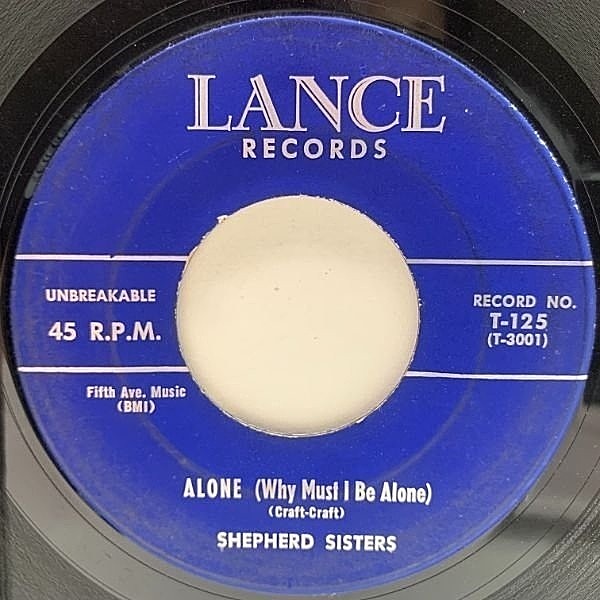 LANCE
RECORDS
UNBREAKABLE
45 R.P.M.
RECORD NO.
T-125
(T-3001)
Fifth Ave. Music
(BMI)
ALONE (Why Must I Be Alone)
(Craft-Craft)
SHEPHERD SISTERS